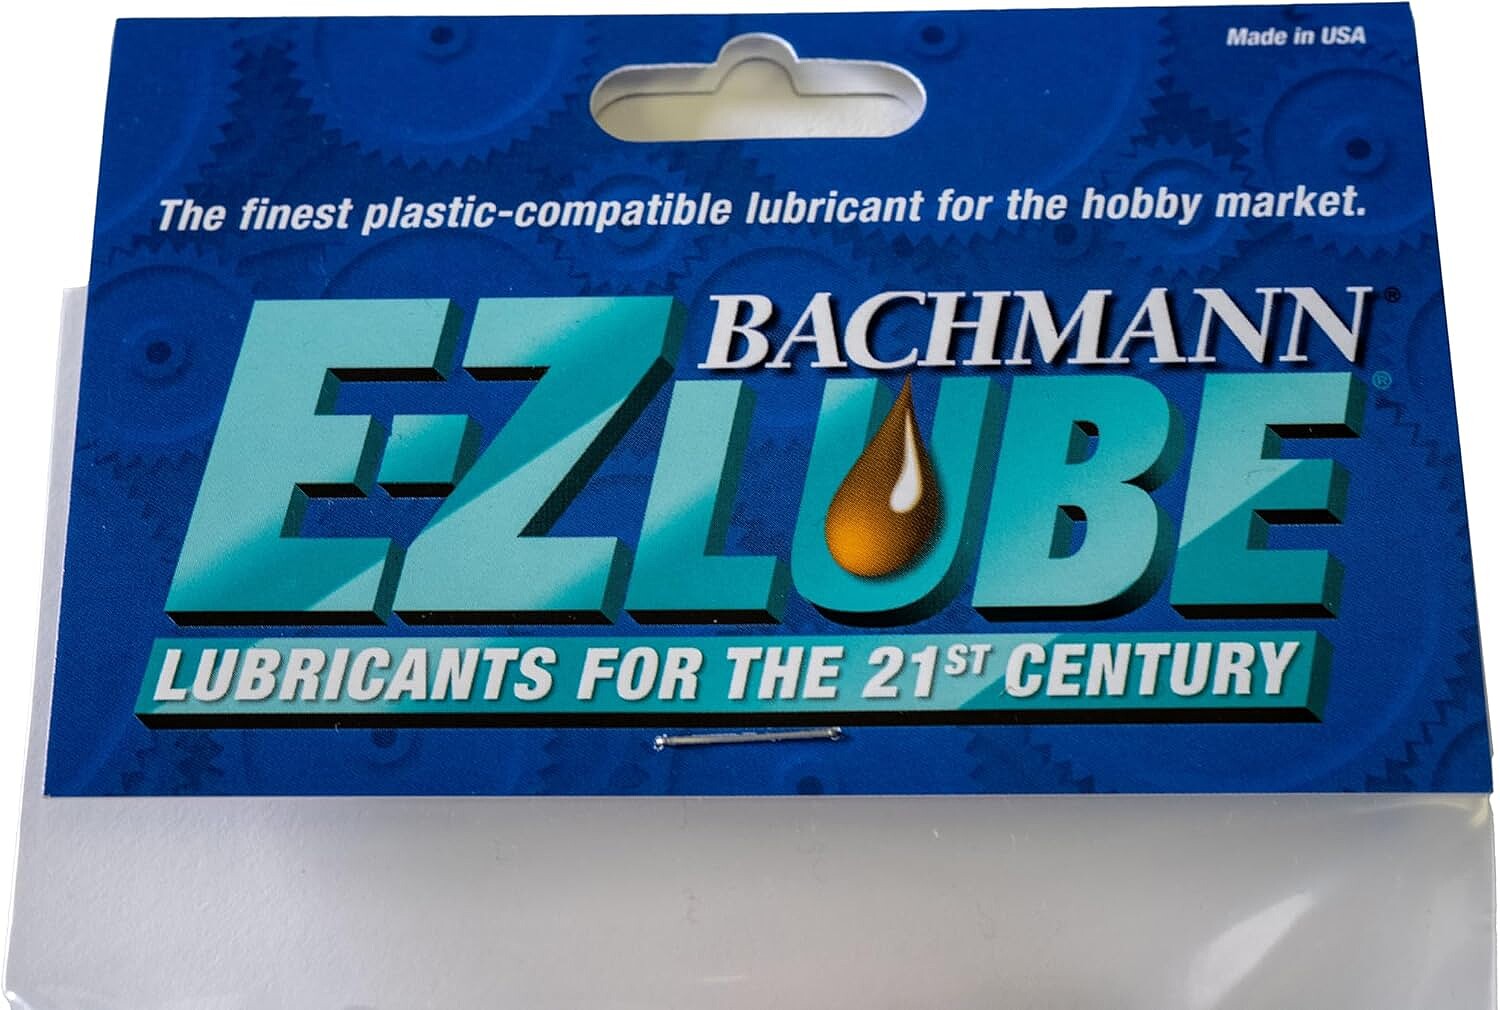 Made in USA
The finest plastic-compatible lubricant for the hobby market.
BACHMANN®
E-Z LUBE®
LUBRICANTS FOR THE 21ST CENTURY